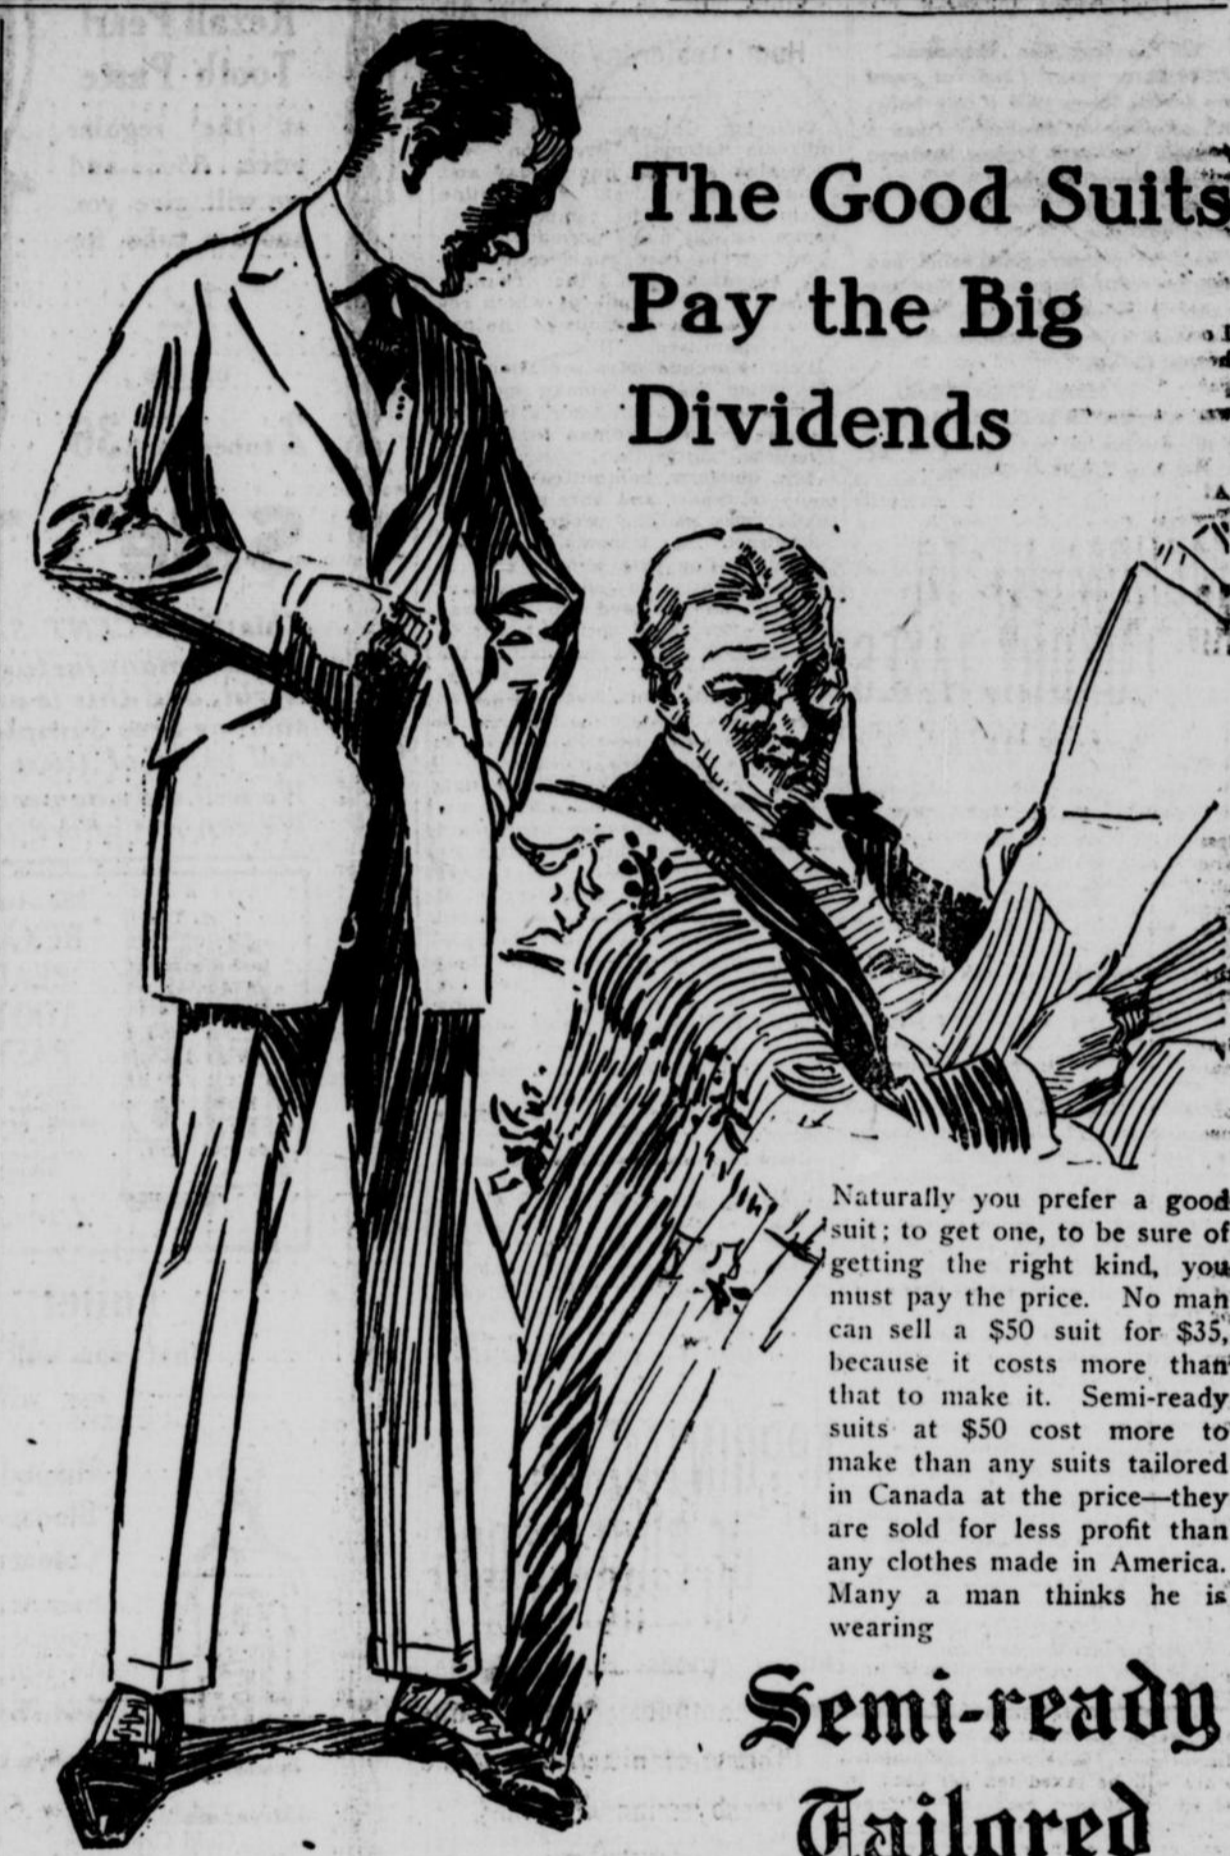 The Good Suits
Pay the Big
Dividends
Naturally you prefer a good
suit; to get one, to be sure of
getting the right kind, you
must pay the price. No man
can sell a $50 suit for $35,
because it costs more than
that to make it. Semi-ready
suits at $50 cost more to
make than any suits tailored
in Canada at the price—they
are sold for less profit than
any clothes made in America.
Many a man thinks he is
wearing
Semi-ready
Tailored